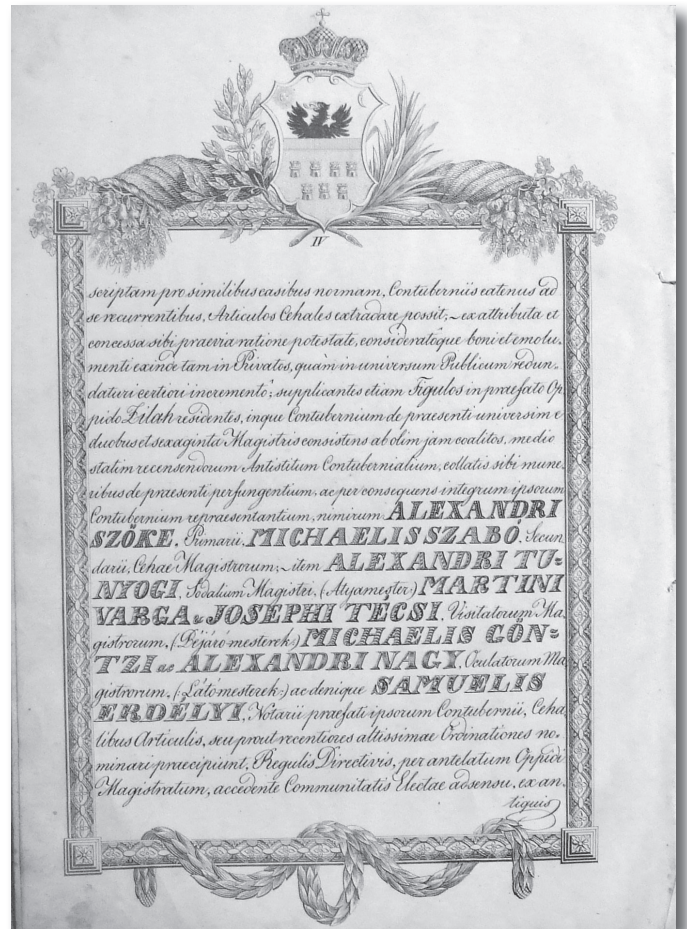 IV
scriptam pro similibus casibus normam, Contuberniis eatenus ad
se recurrentibus, Articulos Cehales extradare possit; ex attributa et
concessa sibi praevia ratione potestate, consideratoque boni et emolu-
menti exinde tam in Privatos, quàm in universum Publicum redun-
daturi certiori incremento; supplicantes etiam Figulos in praefato Op
pido Zilah residentes, inque Contubernium de praesenti universim e
duobus et sexaginta Magistris consistens ab olim jam coalitos, medio
statim recensendorum Antistitum Contubernialium, collatis sibi mune-
ribus de praesenti perfungentium, ac per consequens integrum ipsorum
Contubernium repraesentantium, nimirum ALEXANDRI
SZŐKE, Primarii, MICHAELIS SZABÓ, Secun
darii, Cehae Magistrorum; item ALEXANDRI TU-
NYOGI, Sodalium Magistri, (Atyamester) MARTINI
VARGA & JOSEPHI TÉCSI, Visitatorum Ma-
gistrorum, (Béjáró mesterek) MICHAELIS GÖN-
TZI ac ALEXANDRI NAGY, Oculatorum Ma
gistrorum, (Látó mesterek) ac denique SAMUELIS
ERDÉLYI, Notarii praefati ipsorum Contubernii, Ceha
libus Articulis, seu prout recentiores altissimae Ordinationes no-
minari praecipiunt, Regulis Directivis, per antelatum Oppidi
Magistratum, accedente Communitatis Electae adsensu, ex an-
tiquis